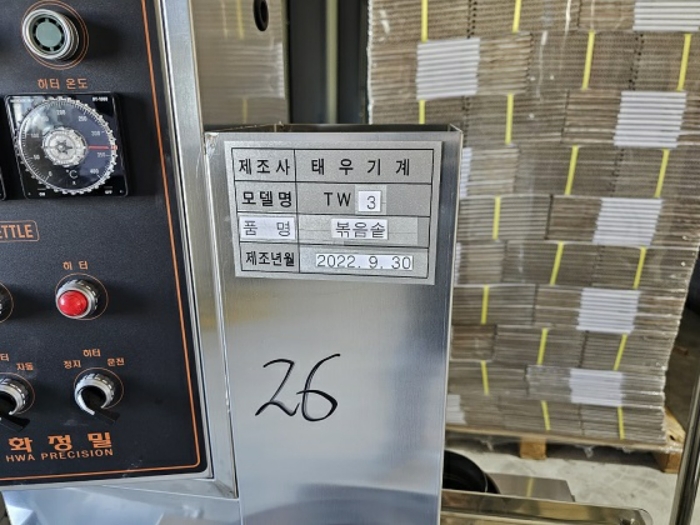 히터 온도
℃
ETTLE
히터
터
자동
히터
정지 운전
화정밀
HWA PRECISION
제조사 태우기계
모델명 TW 3
품명 볶음솥
제조년월 2022. 9. 30
26